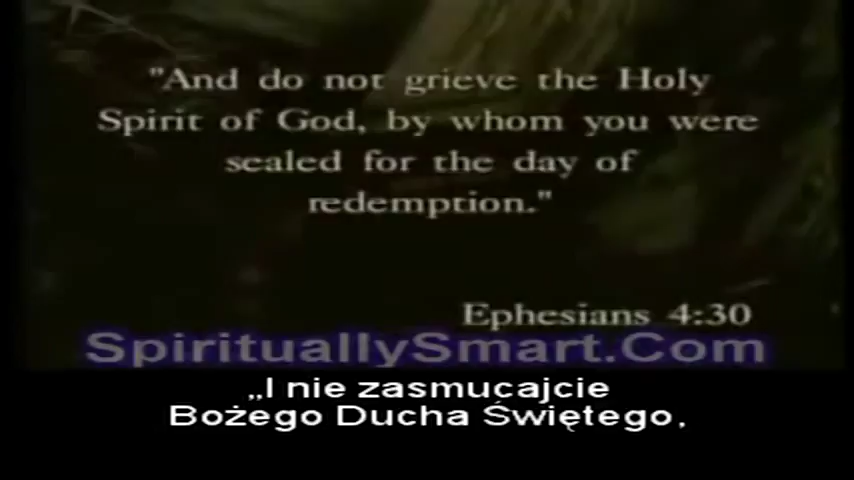 "And do not grieve the Holy
Spirit of God, by whom you were
sealed for the day of
redemption."
Ephesians 4:30
SpirituallySmart.Com
„I nie zasmucajcie
Bożego Ducha Świętego,